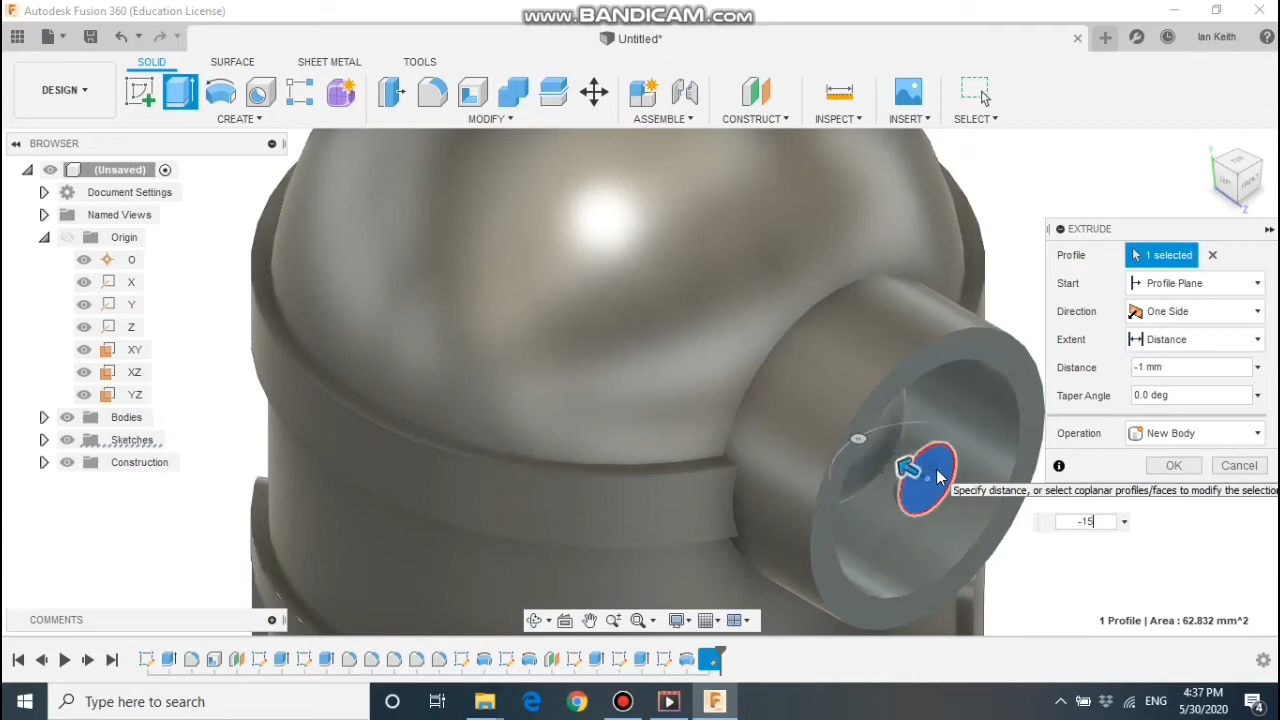 Autodesk Fusion 360 (Education License)
www.BANDICAM.com
Untitled*
Ian Keith
SOLID
SURFACE
SHEET METAL
TOOLS
DESIGN
CREATE
MODIFY
ASSEMBLE
CONSTRUCT
INSPECT
INSERT
SELECT
BROWSER
(Unsaved)
Document Settings
Named Views
Origin
O
X
Y
Z
XY
XZ
YZ
Bodies
Sketches
Construction
EXTRUDE
Profile
1 selected
Start
Profile Plane
Direction
One Side
Extent
Distance
Distance
-1 mm
Taper Angle
0.0 deg
Operation
New Body
OK
Cancel
Specify distance, or select coplanar profiles/faces to modify the selection
-15
1 Profile | Area : 62.832 mm^2
COMMENTS
Type here to search
ENG
4:37 PM
5/30/2020
4